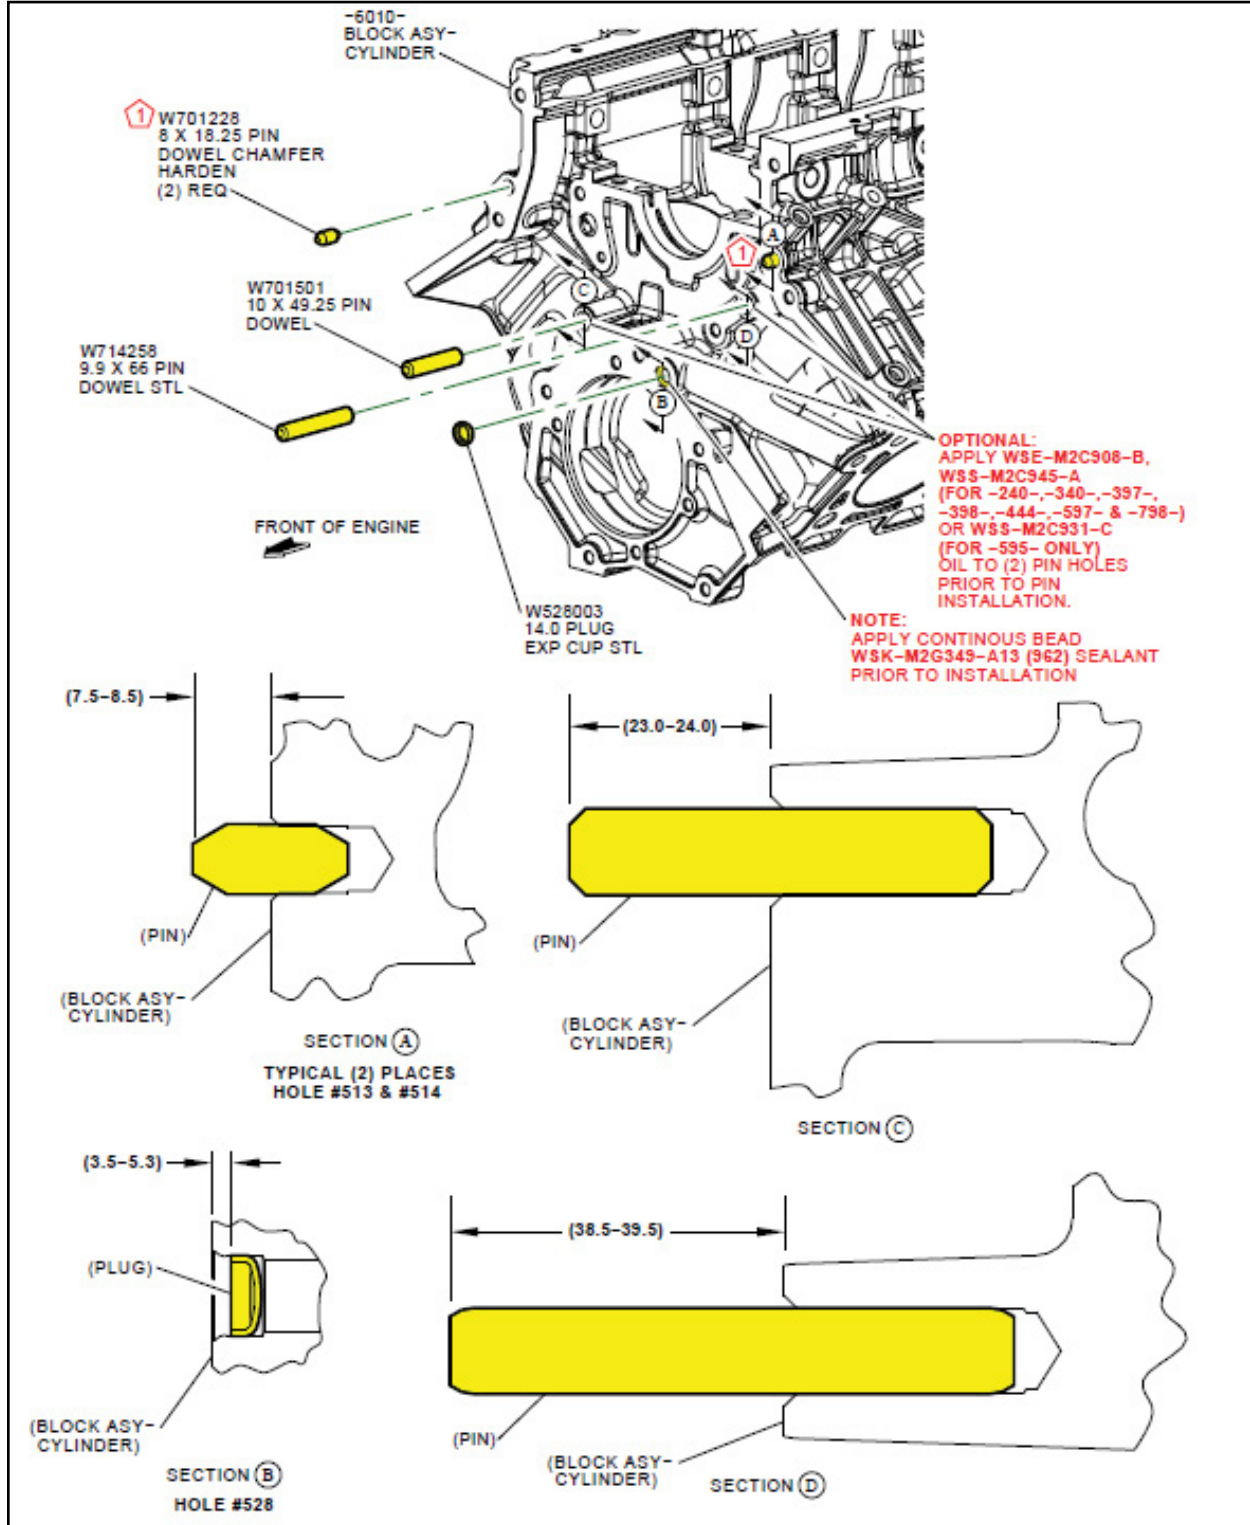 -6010-
BLOCK ASY-
CYLINDER
1
W701228
8 X 18.25 PIN
DOWEL CHAMFER
HARDEN
(2) REQ
A
1
C
W701501
10 X 49.25 PIN
DOWEL
D
W714258
9.9 X 66 PIN
DOWEL STL
B
OPTIONAL:
APPLY WSE-M2C908-B,
WSS-M2C945-A
(FOR -240-,-340-,-397-,
-398-,-444-,-597- & -798-)
OR WSS-M2C931-C
(FOR -595- ONLY)
OIL TO (2) PIN HOLES
PRIOR TO PIN
INSTALLATION.
FRONT OF ENGINE
W528003
14.0 PLUG
EXP CUP STL
NOTE:
APPLY CONTINOUS BEAD
WSK-M2G349-A13 (962) SEALANT
PRIOR TO INSTALLATION
(7.5-8.5)
(PIN)
(BLOCK ASY-
CYLINDER)
SECTION A
TYPICAL (2) PLACES
HOLE #513 & #514
(23.0-24.0)
(PIN)
(BLOCK ASY-
CYLINDER)
SECTION C
(3.5-5.3)
(PLUG)
(BLOCK ASY-
CYLINDER)
SECTION B
HOLE #528
(38.5-39.5)
(PIN)
(BLOCK ASY-
CYLINDER)
SECTION D